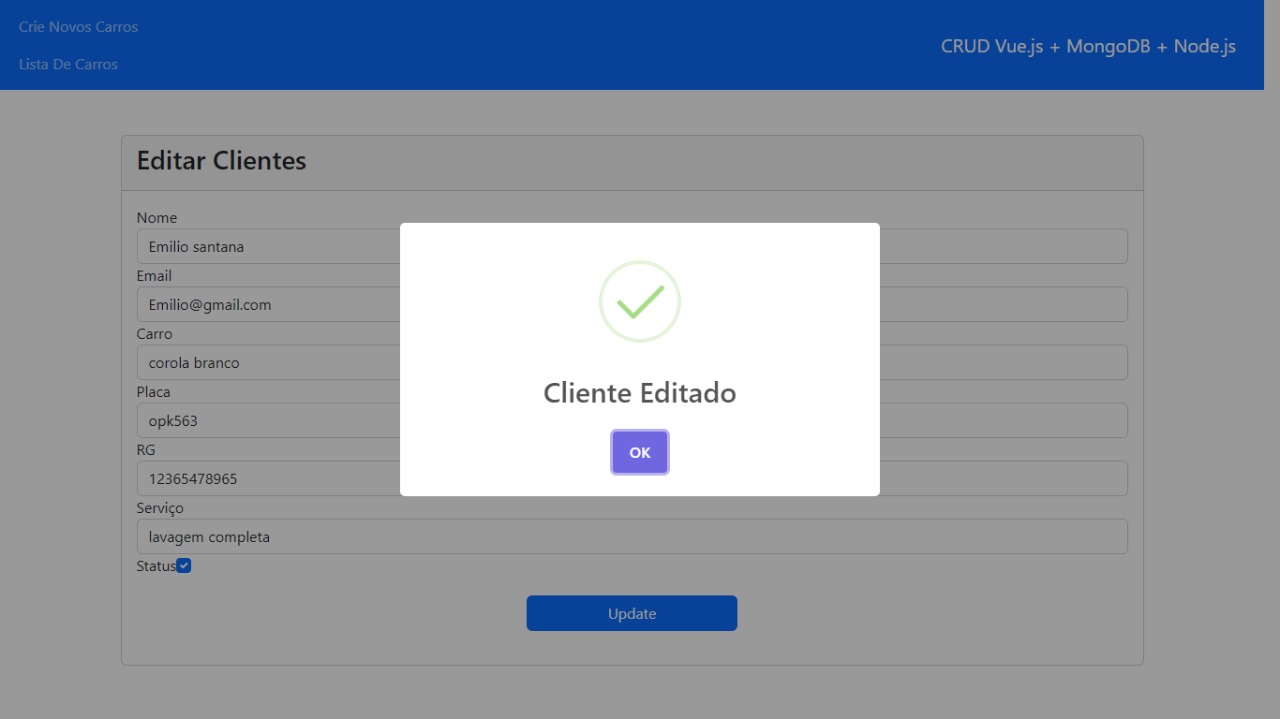 Crie Novos Carros
Lista De Carros
CRUD Vue.js + MongoDB + Node.js
Editar Clientes
Nome
Emilio santana
Email
Emilio@gmail.com
Carro
corola branco
Placa
opk563
RG
12365478965
Serviço
lavagem completa
Status
Update
Cliente Editado
OK